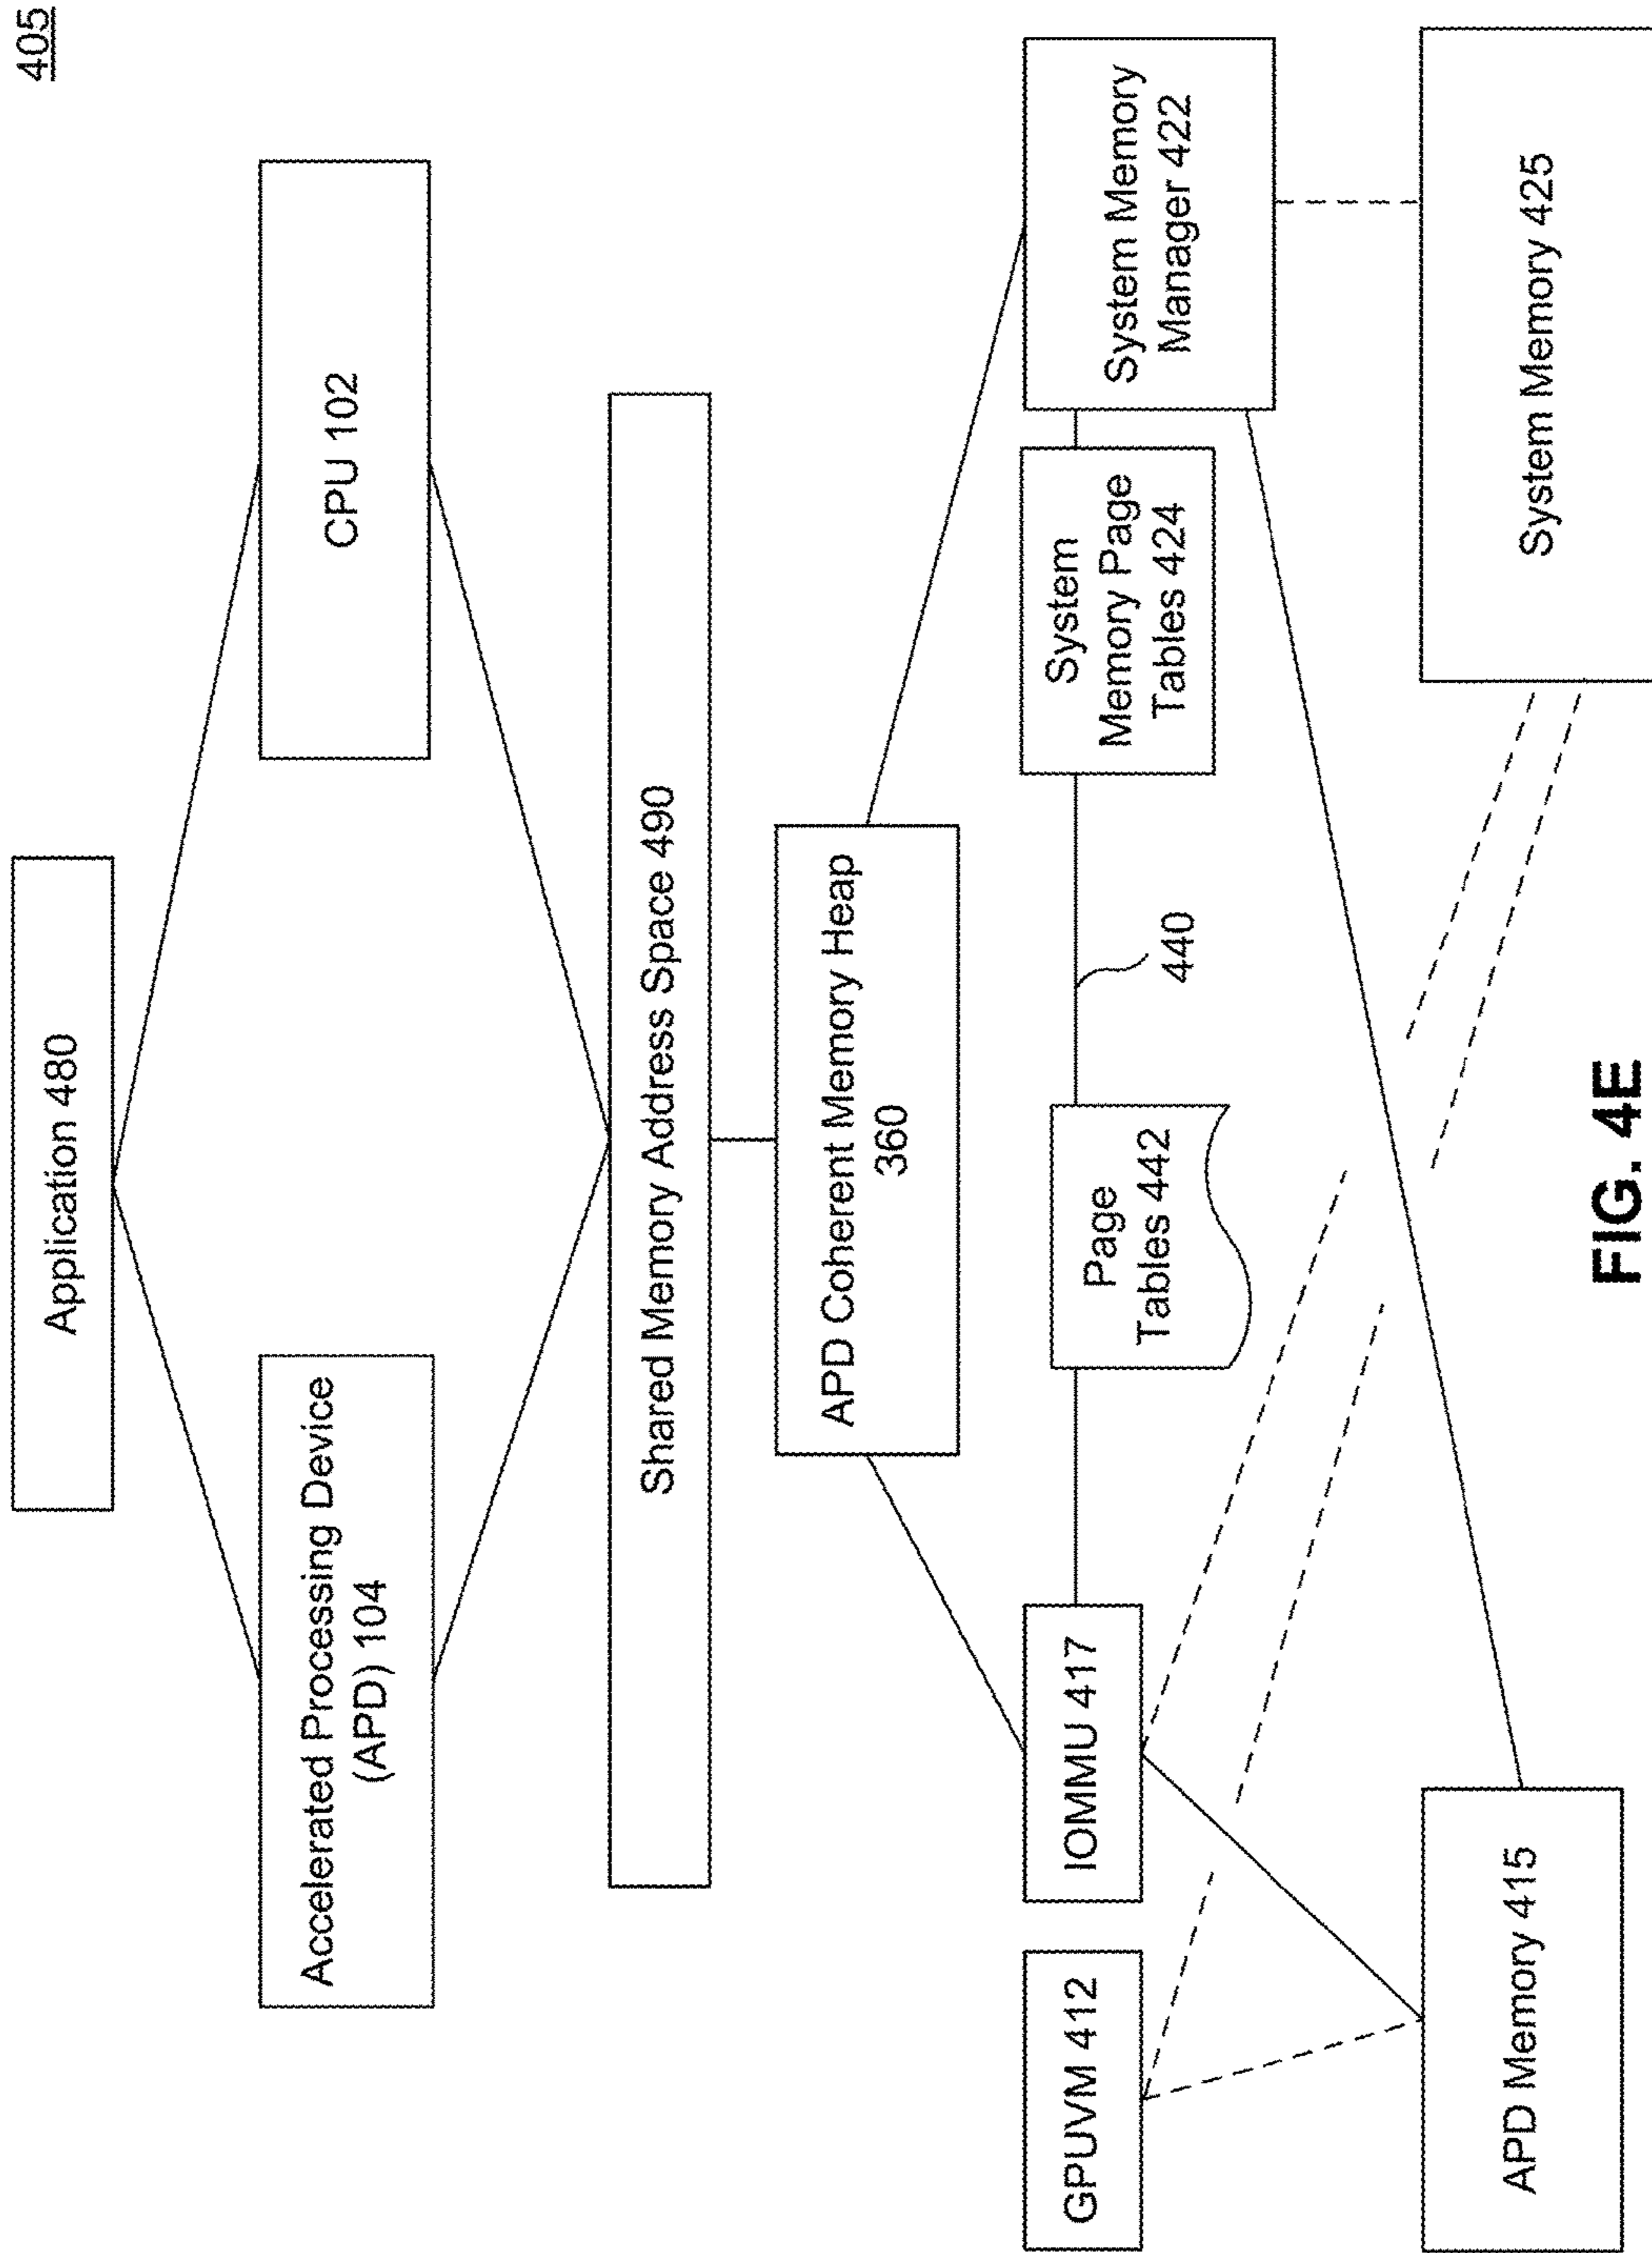 405
Application 480
Accelerated Processing Device
(APD) 104
CPU 102
Shared Memory Address Space 490
APD Coherent Memory Heap
360
GPUVM 412
IOMMU 417
Page
Tables 442
440
System
Memory Page
Tables 424
System Memory
Manager 422
APD Memory 415
System Memory 425
FIG. 4E